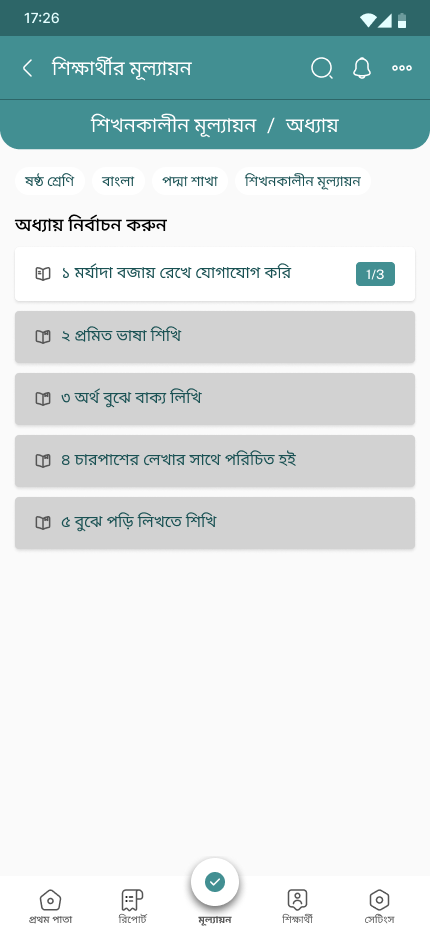 17:26
শিক্ষার্থীর মূল্যায়ন
শিখনকালীন মূল্যায়ন / অধ্যায়
ষষ্ঠ শ্রেণি বাংলা পদ্মা শাখা শিখনকালীন মূল্যায়ন
অধ্যায় নির্বাচন করুন
১ মর্যাদা বজায় রেখে যোগাযোগ করি 1/3
২ প্রমিত ভাষা শিখি
৩ অর্থ বুঝে বাক্য লিখি
৪ চারপাশের লেখার সাথে পরিচিত হই
৫ বুঝে পড়ি লিখতে শিখি
প্রথম পাতা রিপোর্ট মূল্যায়ন শিক্ষার্থী সেটিংস